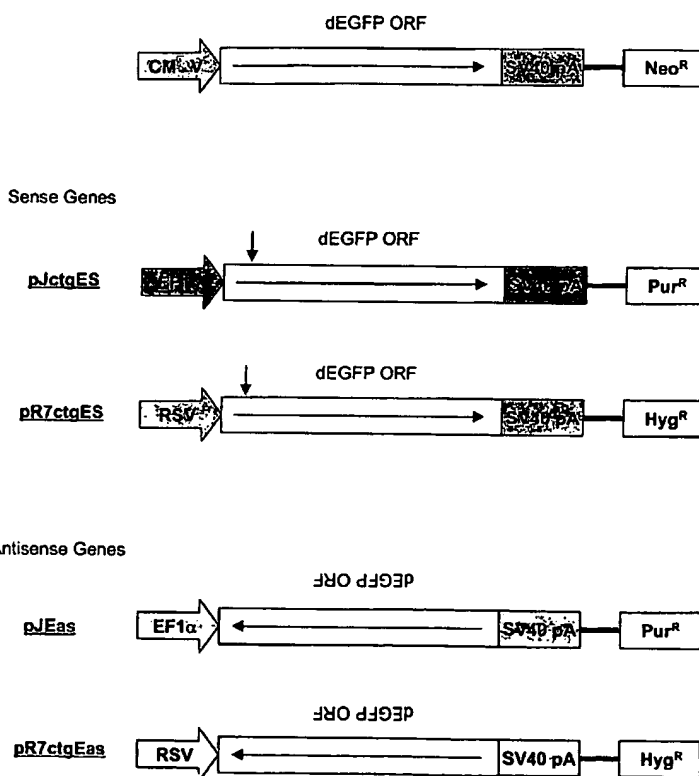 dEGFP ORF
CMV SV40 pA Neo^R
Sense Genes
dEGFP ORF
pJctgES SV40 pA Pur^R
dEGFP ORF
pR7ctgES RSV SV40 pA Hyg^R
Antisense Genes
dEGFP ORF
pJEas EF1α SV40 pA Pur^R
dEGFP ORF
pR7ctgEas RSV SV40 pA Hyg^R